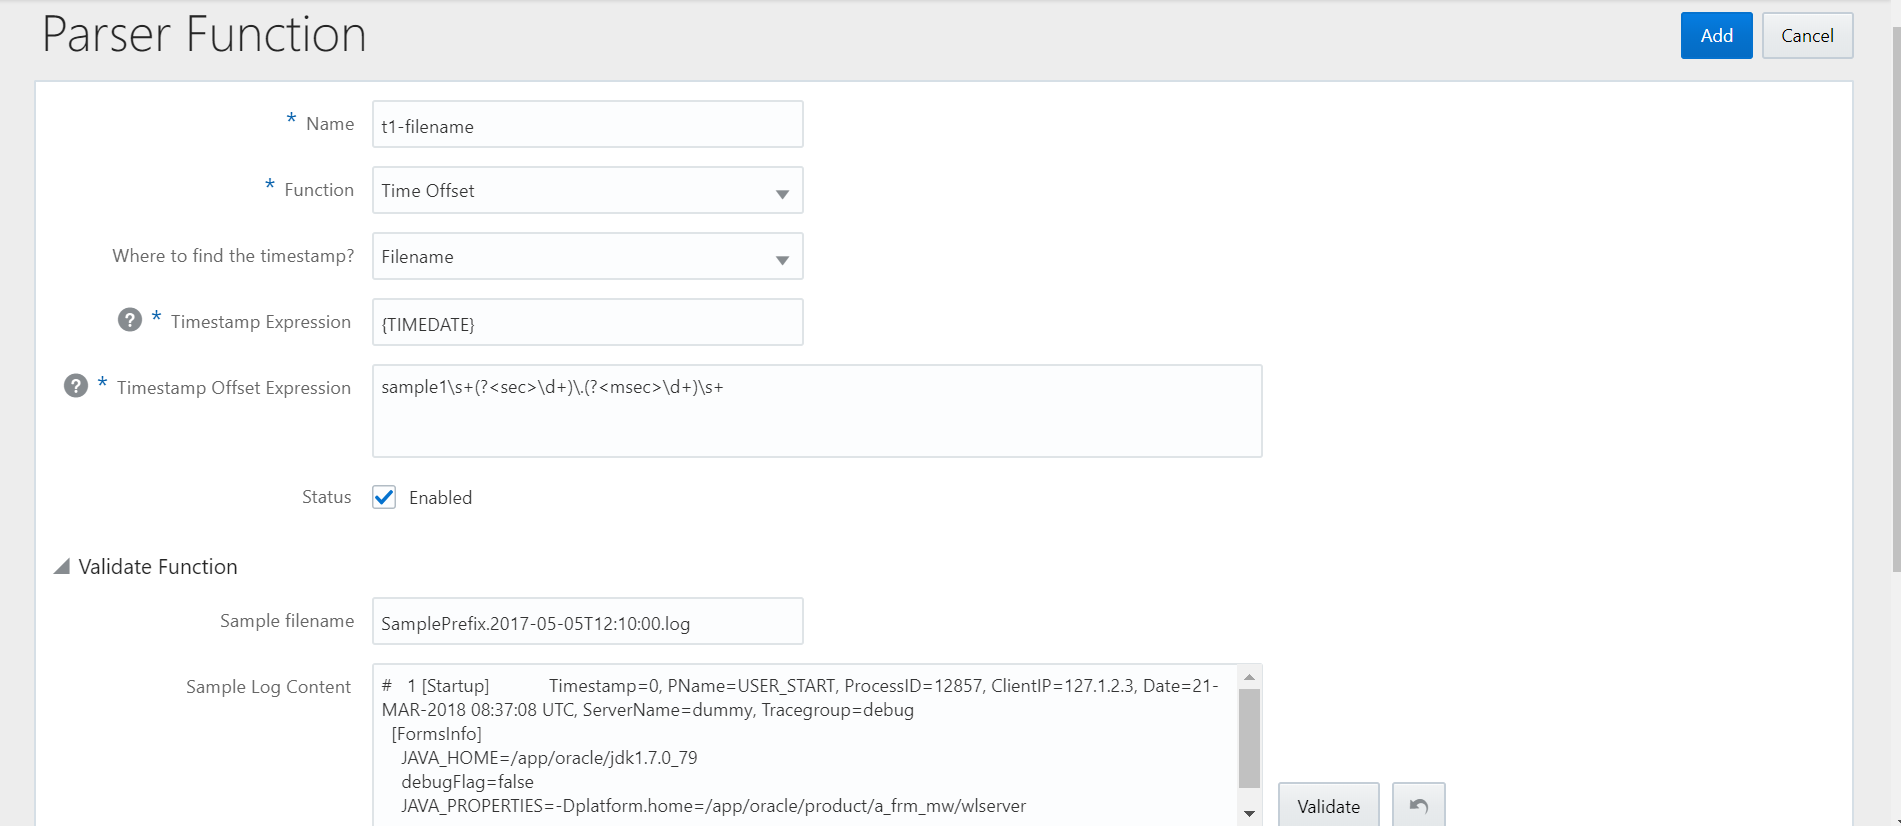 Parser Function
Add
Cancel
* Name
t1-filename
* Function
Time Offset
Where to find the timestamp?
Filename
? * Timestamp Expression
{TIMEDATE}
? * Timestamp Offset Expression
sample1\s+(?<sec>\d+)\.(?<msec>\d+)\s+
Status
Enabled
Validate Function
Sample filename
SamplePrefix.2017-05-05T12:10:00.log
Sample Log Content
# 1 [Startup] Timestamp=0, PName=USER_START, ProcessID=12857, ClientIP=127.1.2.3, Date=21-
MAR-2018 08:37:08 UTC, ServerName=dummy, Tracegroup=debug
[FormsInfo]
JAVA_HOME=/app/oracle/jdk1.7.0_79
debugFlag=false
JAVA_PROPERTIES=-Dplatform.home=/app/oracle/product/a_frm_mw/wlserver
Validate